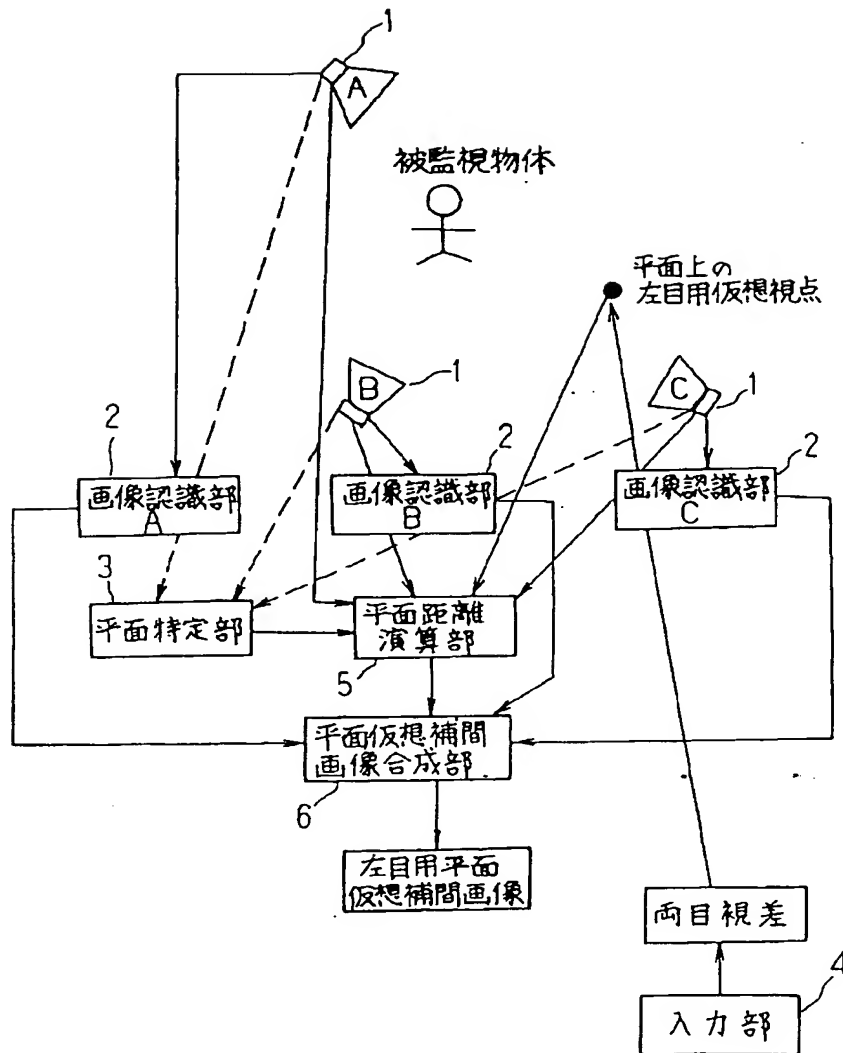 1
A
被監視物体
平面上の
左目用仮想視点
B
1
C
1
2
画像認識部
A
2
画像認識部
B
2
画像認識部
C
3
平面特定部
平面距離
演算部
5
平面仮想補間
画像合成部
6
左目用平面
仮想補間画像
両目視差
4
入力部